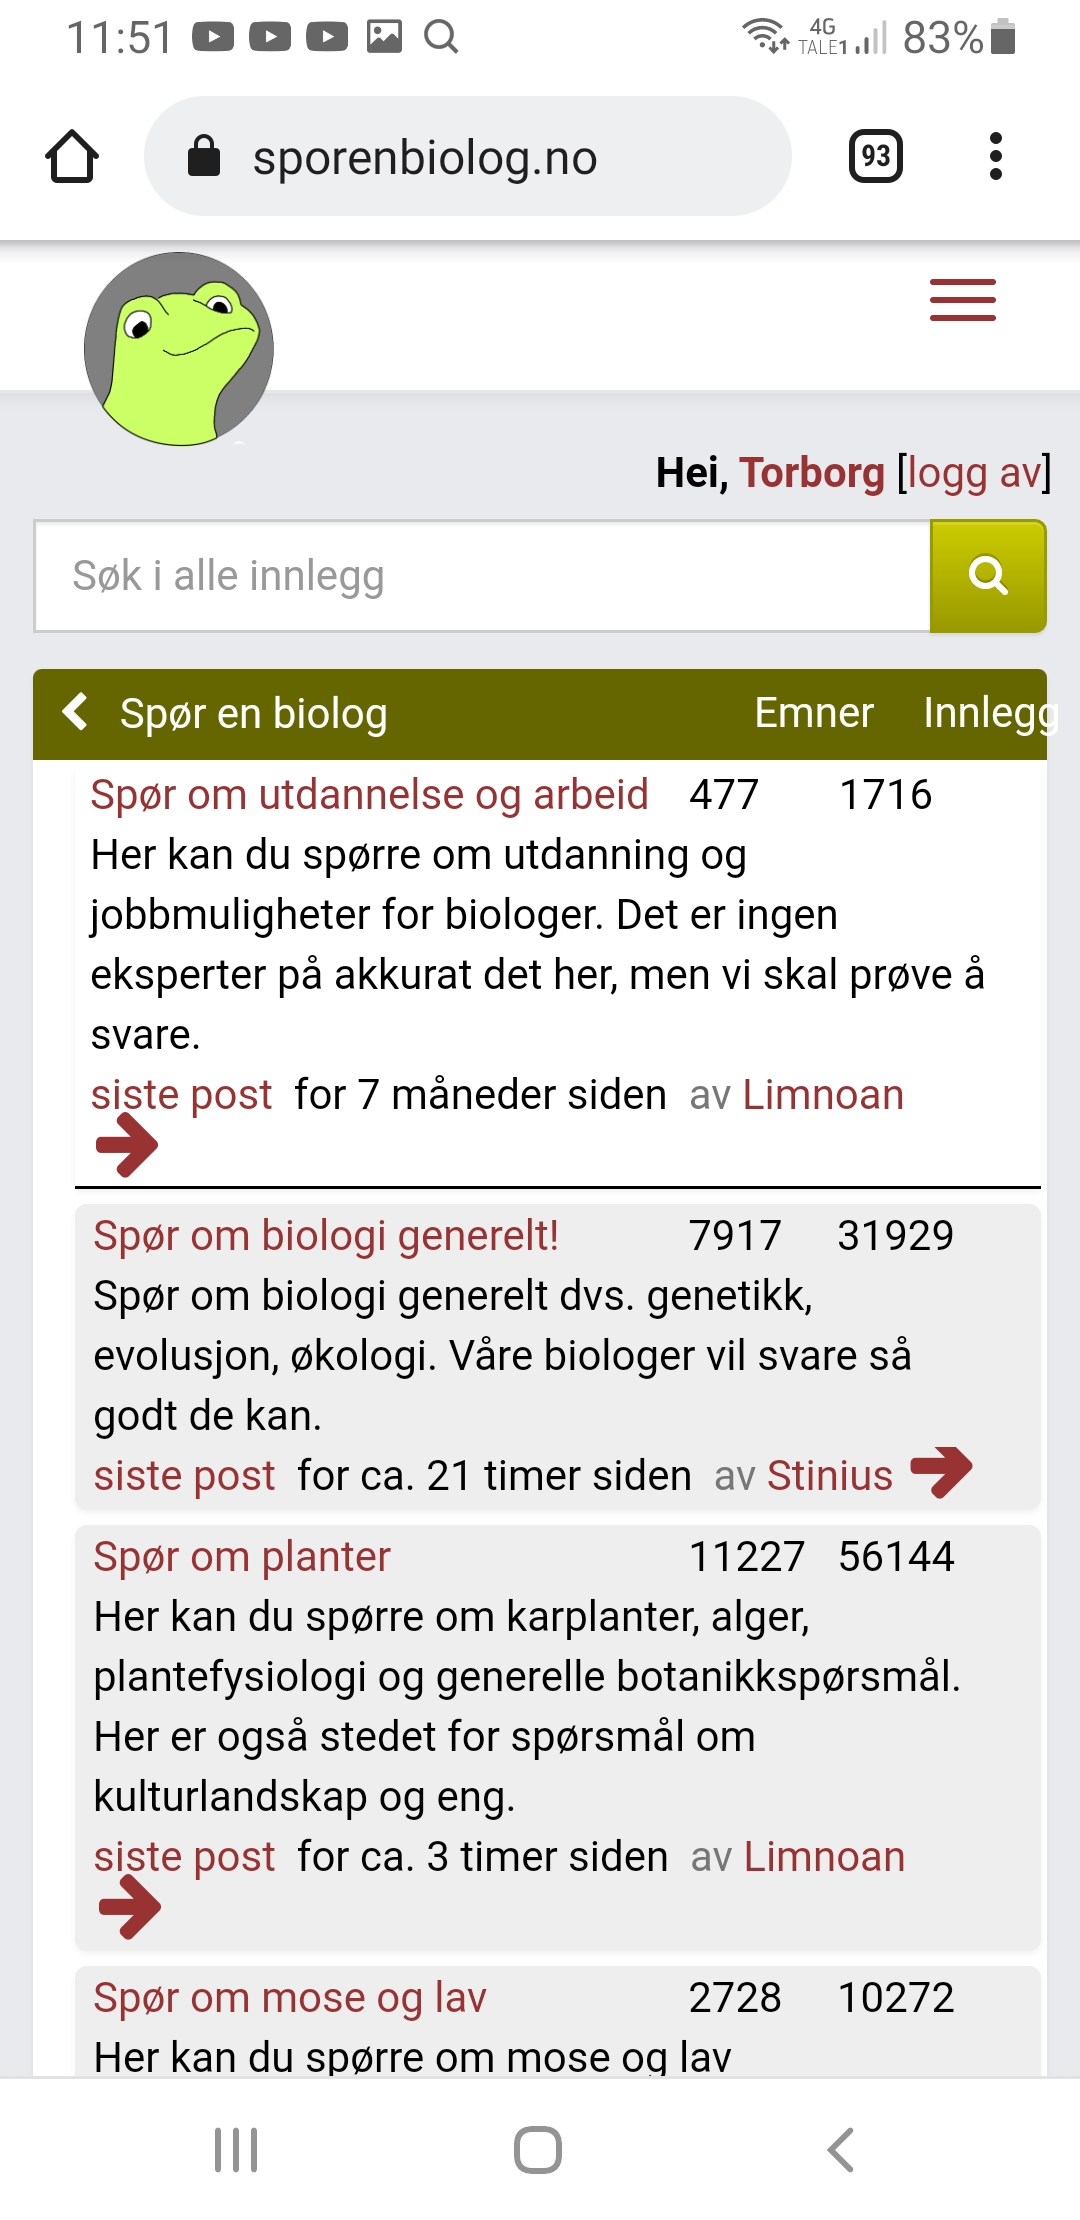 11:51 4G TALE1 83%
sporenbiolog.no 93
Hei, Torborg [logg av]
Søk i alle innlegg
Spør en biolog Emner Innlegg
Spør om utdannelse og arbeid 477 1716
Her kan du spørre om utdanning og
jobbmuligheter for biologer. Det er ingen
eksperter på akkurat det her, men vi skal prøve å
svare.
siste post for 7 måneder siden av Limnoan
Spør om biologi generelt! 7917 31929
Spør om biologi generelt dvs. genetikk,
evolusjon, økologi. Våre biologer vil svare så
godt de kan.
siste post for ca. 21 timer siden av Stinius
Spør om planter 11227 56144
Her kan du spørre om karplanter, alger,
plantefysiologi og generelle botanikkspørsmål.
Her er også stedet for spørsmål om
kulturlandskap og eng.
siste post for ca. 3 timer siden av Limnoan
Spør om mose og lav 2728 10272
Her kan du spørre om mose og lav